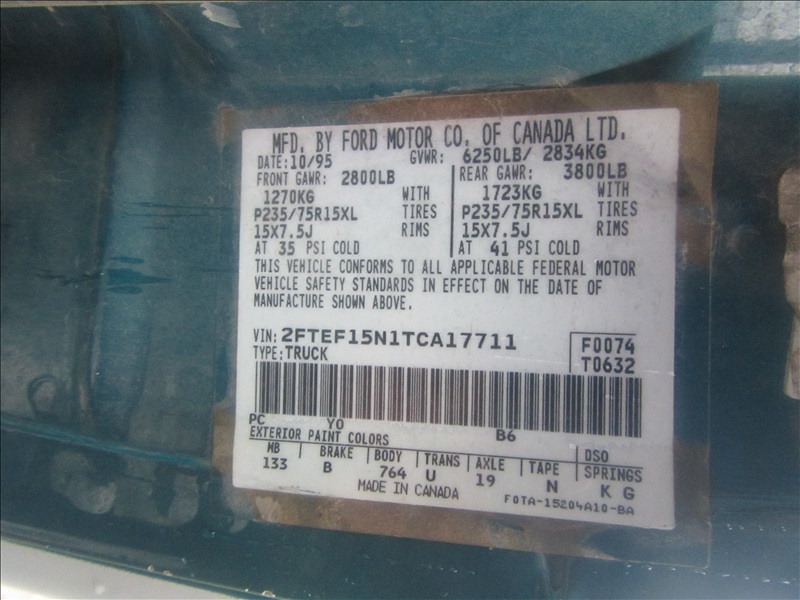 MFD. BY FORD MOTOR CO. OF CANADA LTD.
DATE: 10/95 GVWR: 6250LB/ 2834KG
FRONT GAWR: 2800LB REAR GAWR: 3800LB
1270KG WITH 1723KG WITH
P235/75R15XL TIRES P235/75R15XL TIRES
15X7.5J RIMS 15X7.5J RIMS
AT 35 PSI COLD AT 41 PSI COLD
THIS VEHICLE CONFORMS TO ALL APPLICABLE FEDERAL MOTOR
VEHICLE SAFETY STANDARDS IN EFFECT ON THE DATE OF
MANUFACTURE SHOWN ABOVE.
VIN: 2FTEF15N1TCA17711 F0074
TYPE: TRUCK T0632
PC YO B6
EXTERIOR PAINT COLORS DSO
MB BRAKE BODY TRANS AXLE TAPE SPRINGS
133 B 764 U 19 N K G
MADE IN CANADA F0TA-15204A10-BA